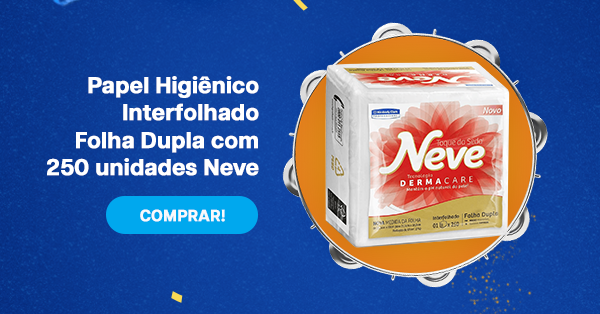 Papel Higiênico
Interfolhado
Folha Dupla com
250 unidades Neve
COMPRAR!
Novo
Toque da Seda
Neve
Tecnologia
DERMACARE
Interfolhado
Folha Dupla